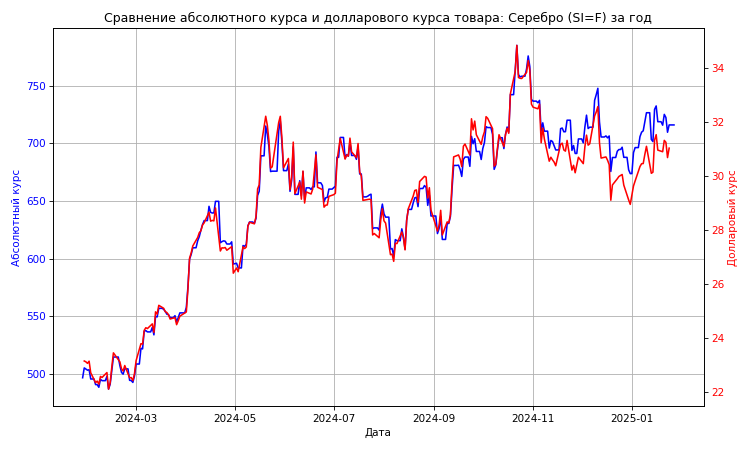 Сравнение абсолютного курса и долларового курса товара: Серебро (SI=F) за год
Абсолютный курс
750
700
650
600
550
500
34
32
30
28
26
24
22
Долларовый курс
2024-03 2024-05 2024-07 2024-09 2024-11 2025-01
Дата